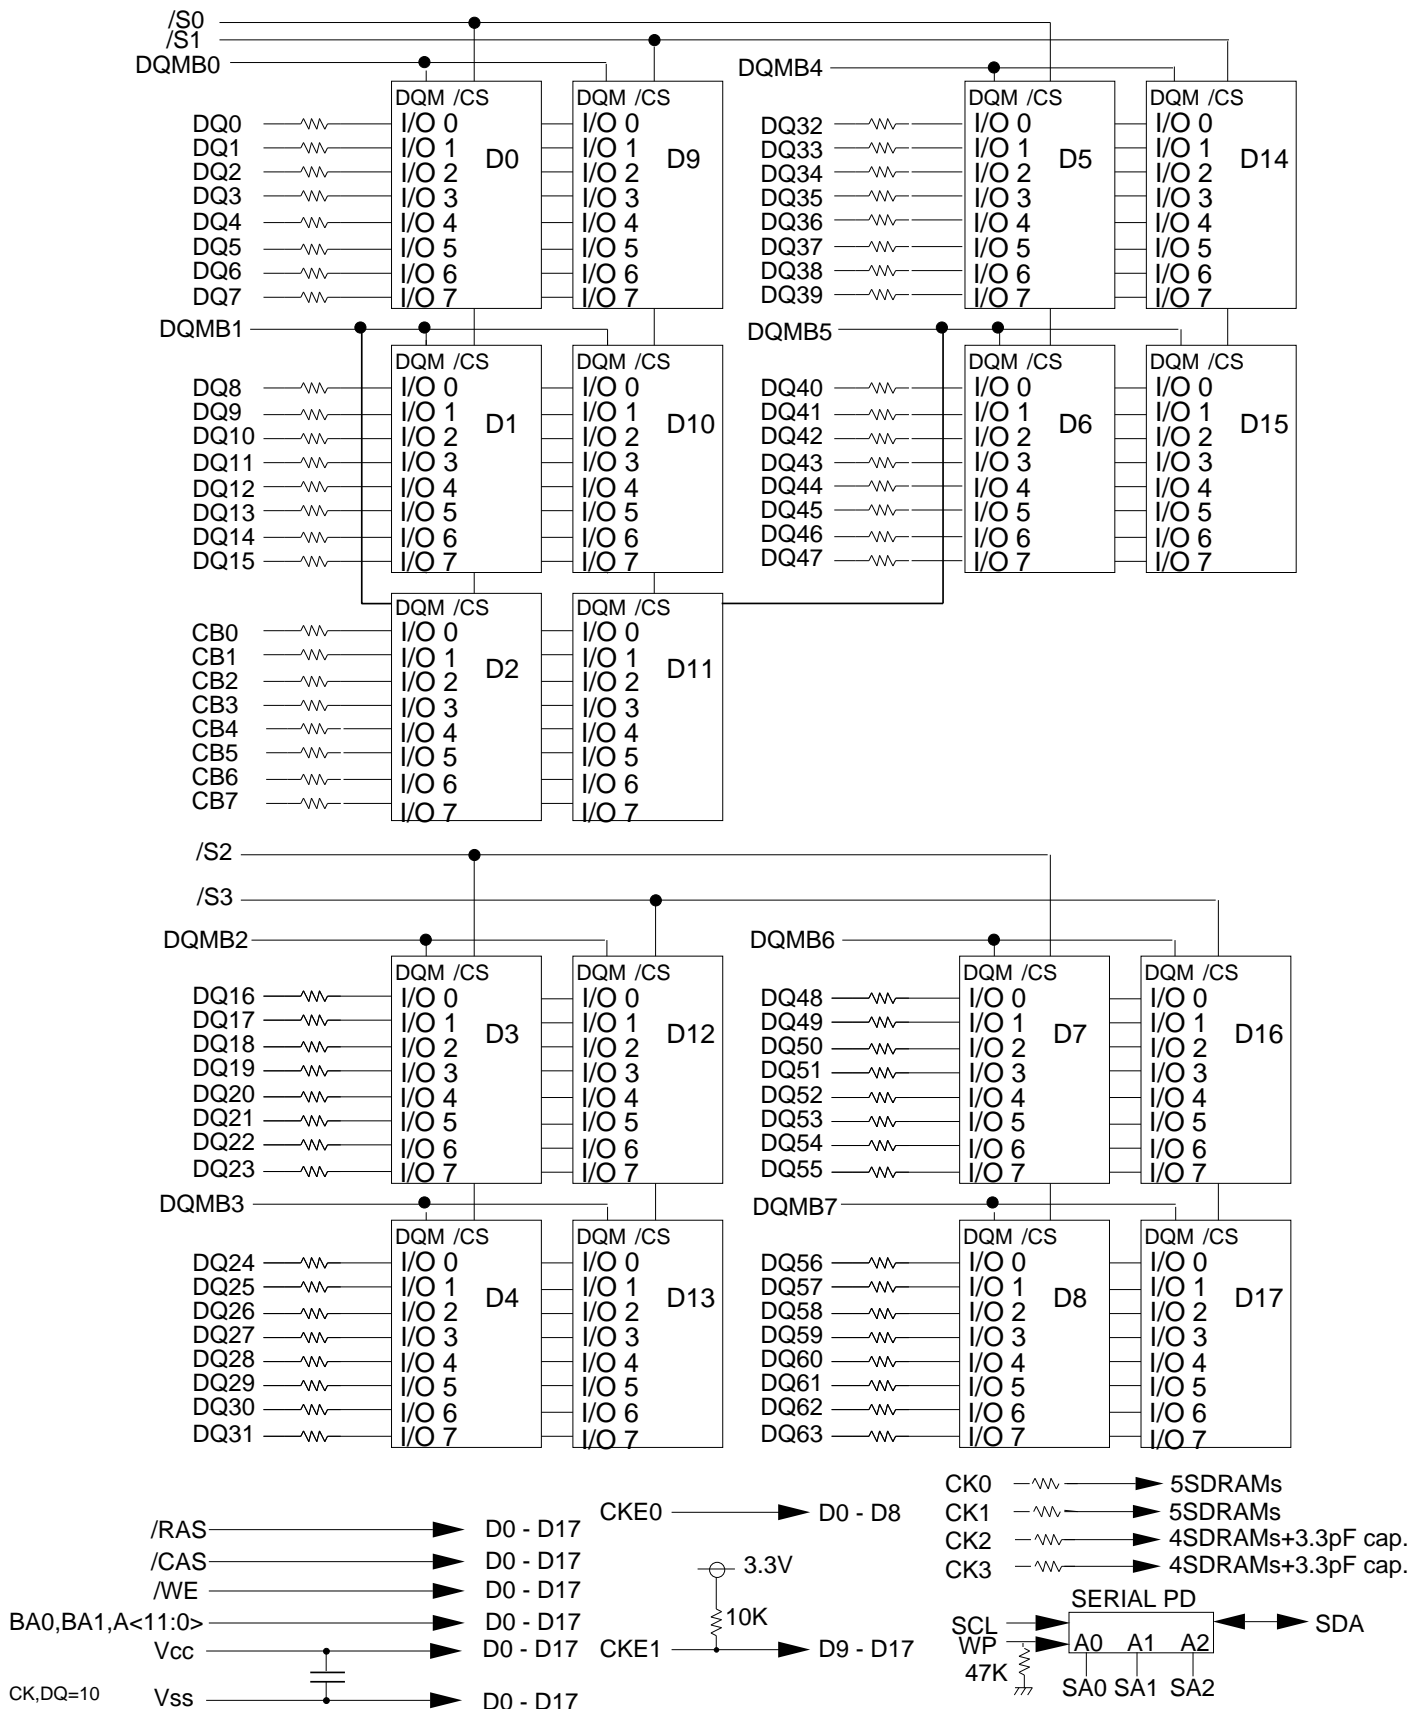 /S0
/S1
DQMB0
DQMB4
DQM /CS
DQM /CS
DQM /CS
DQM /CS
DQ0 I/O 0 I/O 0 DQ32 I/O 0 I/O 0
DQ1 I/O 1 D0 I/O 1 D9 DQ33 I/O 1 D5 I/O 1 D14
DQ2 I/O 2 I/O 2 DQ34 I/O 2 I/O 2
DQ3 I/O 3 I/O 3 DQ35 I/O 3 I/O 3
DQ4 I/O 4 I/O 4 DQ36 I/O 4 I/O 4
DQ5 I/O 5 I/O 5 DQ37 I/O 5 I/O 5
DQ6 I/O 6 I/O 6 DQ38 I/O 6 I/O 6
DQ7 I/O 7 I/O 7 DQ39 I/O 7 I/O 7
DQMB1
DQMB5
DQM /CS
DQM /CS
DQM /CS
DQM /CS
DQ8 I/O 0 I/O 0 DQ40 I/O 0 I/O 0
DQ9 I/O 1 D1 I/O 1 D10 DQ41 I/O 1 D6 I/O 1 D15
DQ10 I/O 2 I/O 2 DQ42 I/O 2 I/O 2
DQ11 I/O 3 I/O 3 DQ43 I/O 3 I/O 3
DQ12 I/O 4 I/O 4 DQ44 I/O 4 I/O 4
DQ13 I/O 5 I/O 5 DQ45 I/O 5 I/O 5
DQ14 I/O 6 I/O 6 DQ46 I/O 6 I/O 6
DQ15 I/O 7 I/O 7 DQ47 I/O 7 I/O 7
DQM /CS
DQM /CS
CB0 I/O 0 I/O 0
CB1 I/O 1 D2 I/O 1 D11
CB2 I/O 2 I/O 2
CB3 I/O 3 I/O 3
CB4 I/O 4 I/O 4
CB5 I/O 5 I/O 5
CB6 I/O 6 I/O 6
CB7 I/O 7 I/O 7
/S2
/S3
DQMB2
DQMB6
DQM /CS
DQM /CS
DQM /CS
DQM /CS
DQ16 I/O 0 I/O 0 DQ48 I/O 0 I/O 0
DQ17 I/O 1 D3 I/O 1 D12 DQ49 I/O 1 D7 I/O 1 D16
DQ18 I/O 2 I/O 2 DQ50 I/O 2 I/O 2
DQ19 I/O 3 I/O 3 DQ51 I/O 3 I/O 3
DQ20 I/O 4 I/O 4 DQ52 I/O 4 I/O 4
DQ21 I/O 5 I/O 5 DQ53 I/O 5 I/O 5
DQ22 I/O 6 I/O 6 DQ54 I/O 6 I/O 6
DQ23 I/O 7 I/O 7 DQ55 I/O 7 I/O 7
DQMB3
DQMB7
DQM /CS
DQM /CS
DQM /CS
DQM /CS
DQ24 I/O 0 I/O 0 DQ56 I/O 0 I/O 0
DQ25 I/O 1 D4 I/O 1 D13 DQ57 I/O 1 D8 I/O 1 D17
DQ26 I/O 2 I/O 2 DQ58 I/O 2 I/O 2
DQ27 I/O 3 I/O 3 DQ59 I/O 3 I/O 3
DQ28 I/O 4 I/O 4 DQ60 I/O 4 I/O 4
DQ29 I/O 5 I/O 5 DQ61 I/O 5 I/O 5
DQ30 I/O 6 I/O 6 DQ62 I/O 6 I/O 6
DQ31 I/O 7 I/O 7 DQ63 I/O 7 I/O 7
/RAS D0 - D17
/CAS D0 - D17
/WE D0 - D17
BA0,BA1,A<11:0> D0 - D17
Vcc D0 - D17
CK,DQ=10
Vss D0 - D17
CKE0 D0 - D8
3.3V
10K
CKE1 D9 - D17
CK0 5SDRAMs
CK1 5SDRAMs
CK2 4SDRAMs+3.3pF cap.
CK3 4SDRAMs+3.3pF cap.
SERIAL PD
SCL SDA
WP A0 A1 A2
47K
SA0 SA1 SA2